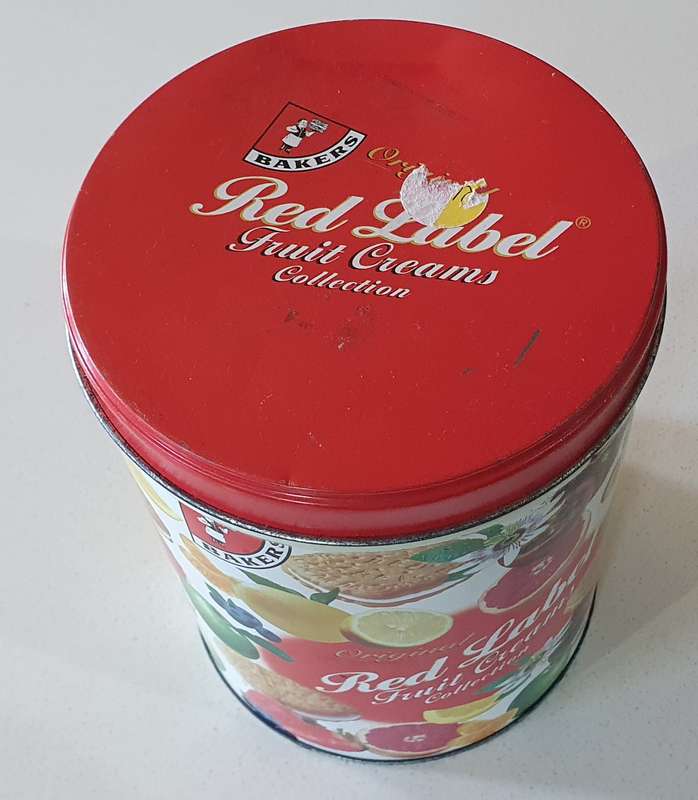 BAKERS
Original
Red Label®
Fruit Creams
Collection
BAKERS
Original
Red Label
Fruit Creams
Collection